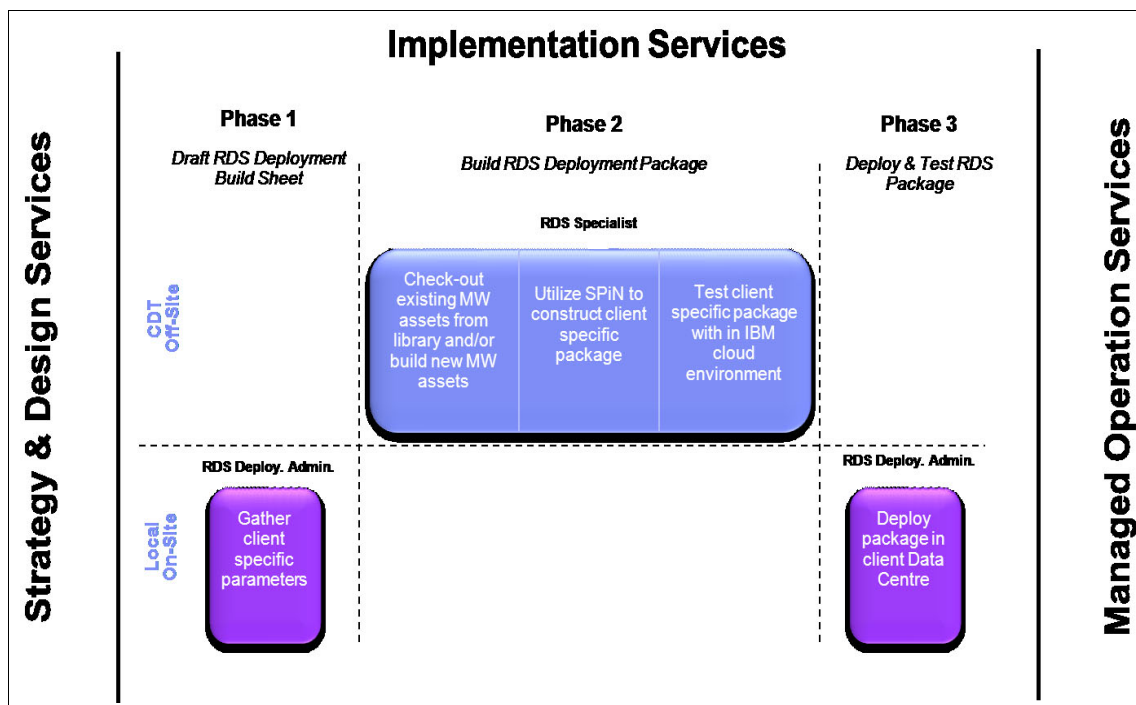 Implementation Services
Strategy & Design Services
Phase 1
Draft RDS Deployment
Build Sheet
Phase 2
Build RDS Deployment Package
Phase 3
Deploy & Test RDS
Package
Managed Operation Services
CDT
Off-Site
RDS Specialist
Check-out
existing MW
assets from
library and/or
build new MW
assets
Utilize SPiN to
construct client
specific
package
Test client
specific package
with in IBM
cloud
environment
Local
On-Site
RDS Deploy. Admin.
Gather
client
specific
parameters
RDS Deploy. Admin.
Deploy
package in
client Data
Centre